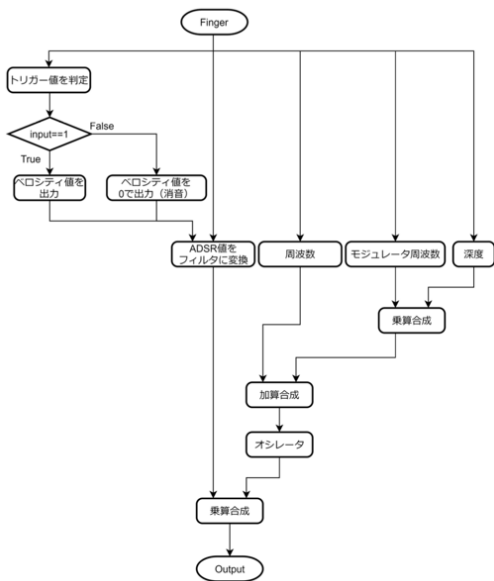 Finger
トリガー値を判定
input==1
False
True
ベロシティ値を
出力
ベロシティ値を
0で出力（消音）
ADSR値を
フィルタに変換
周波数
モジュレータ周波数
深度
乗算合成
加算合成
オシレータ
乗算合成
Output